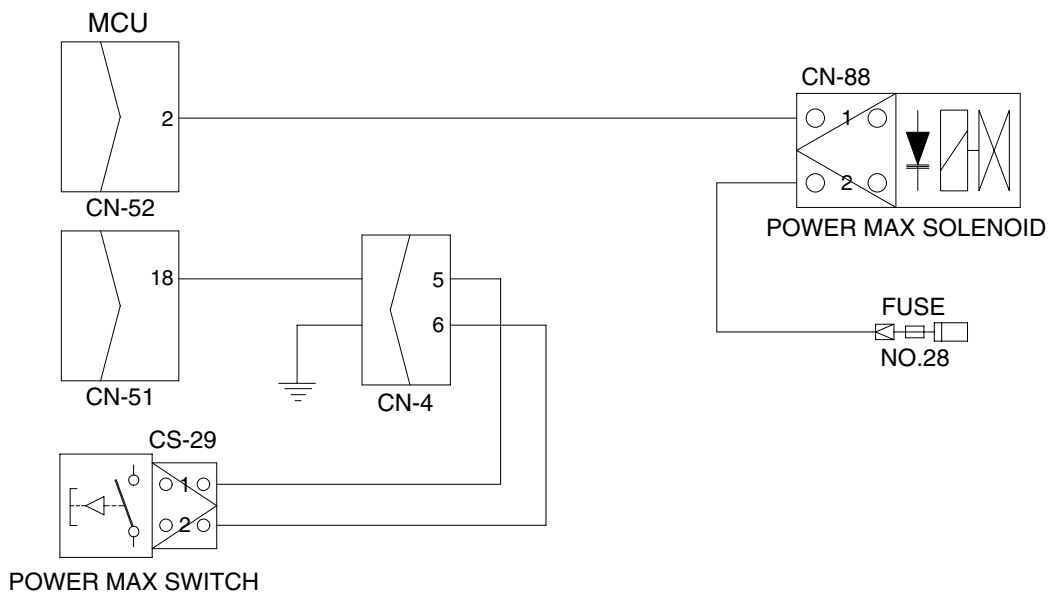 MCU
2
CN-52
CN-88
1
2
POWER MAX SOLENOID
18
CN-51
5
6
CN-4
FUSE
NO.28
CS-29
1
2
POWER MAX SWITCH